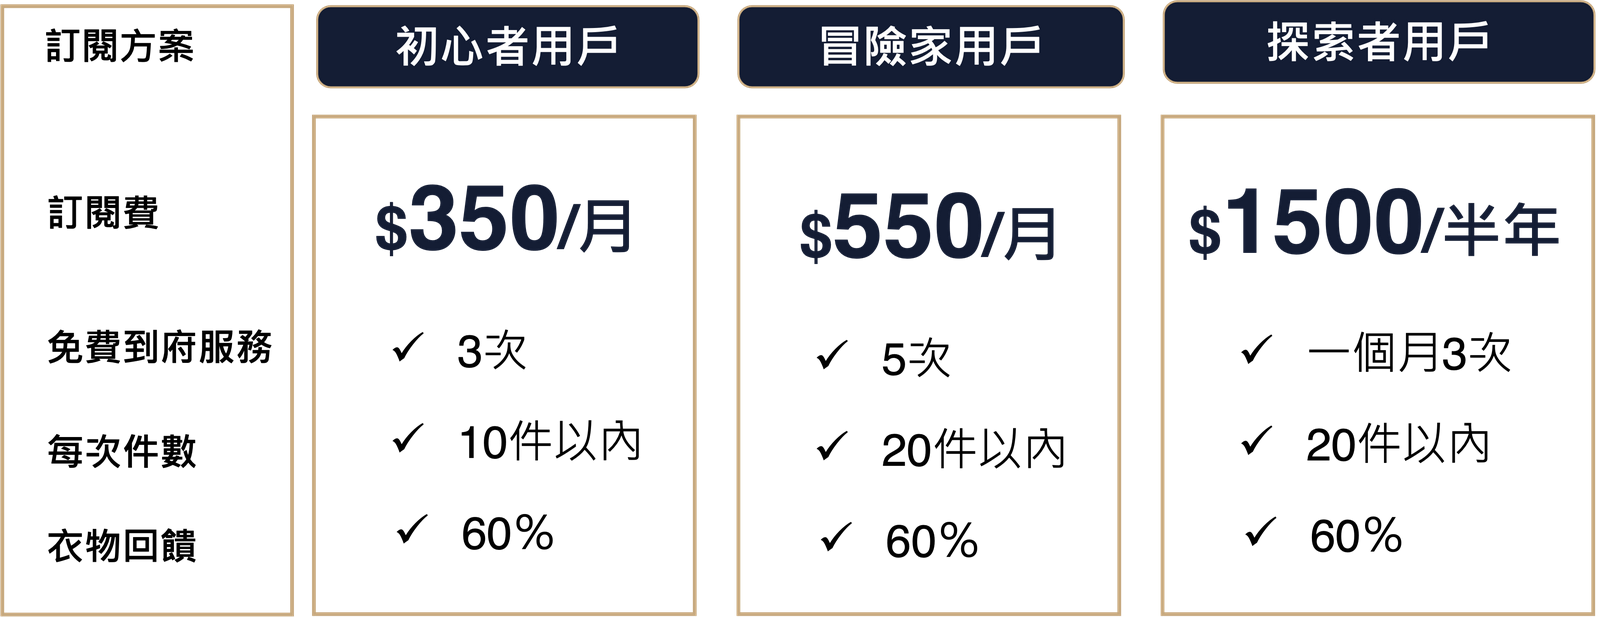 訂閱方案
初心者用戶
冒險家用戶
探索者用戶
訂閱費
$350/月
$550/月
$1500/半年
免費到府服務
✓ 3次
✓ 5次
✓ 一個月3次
每次件數
✓ 10件以內
✓ 20件以內
✓ 20件以內
衣物回饋
✓ 60%
✓ 60%
✓ 60%